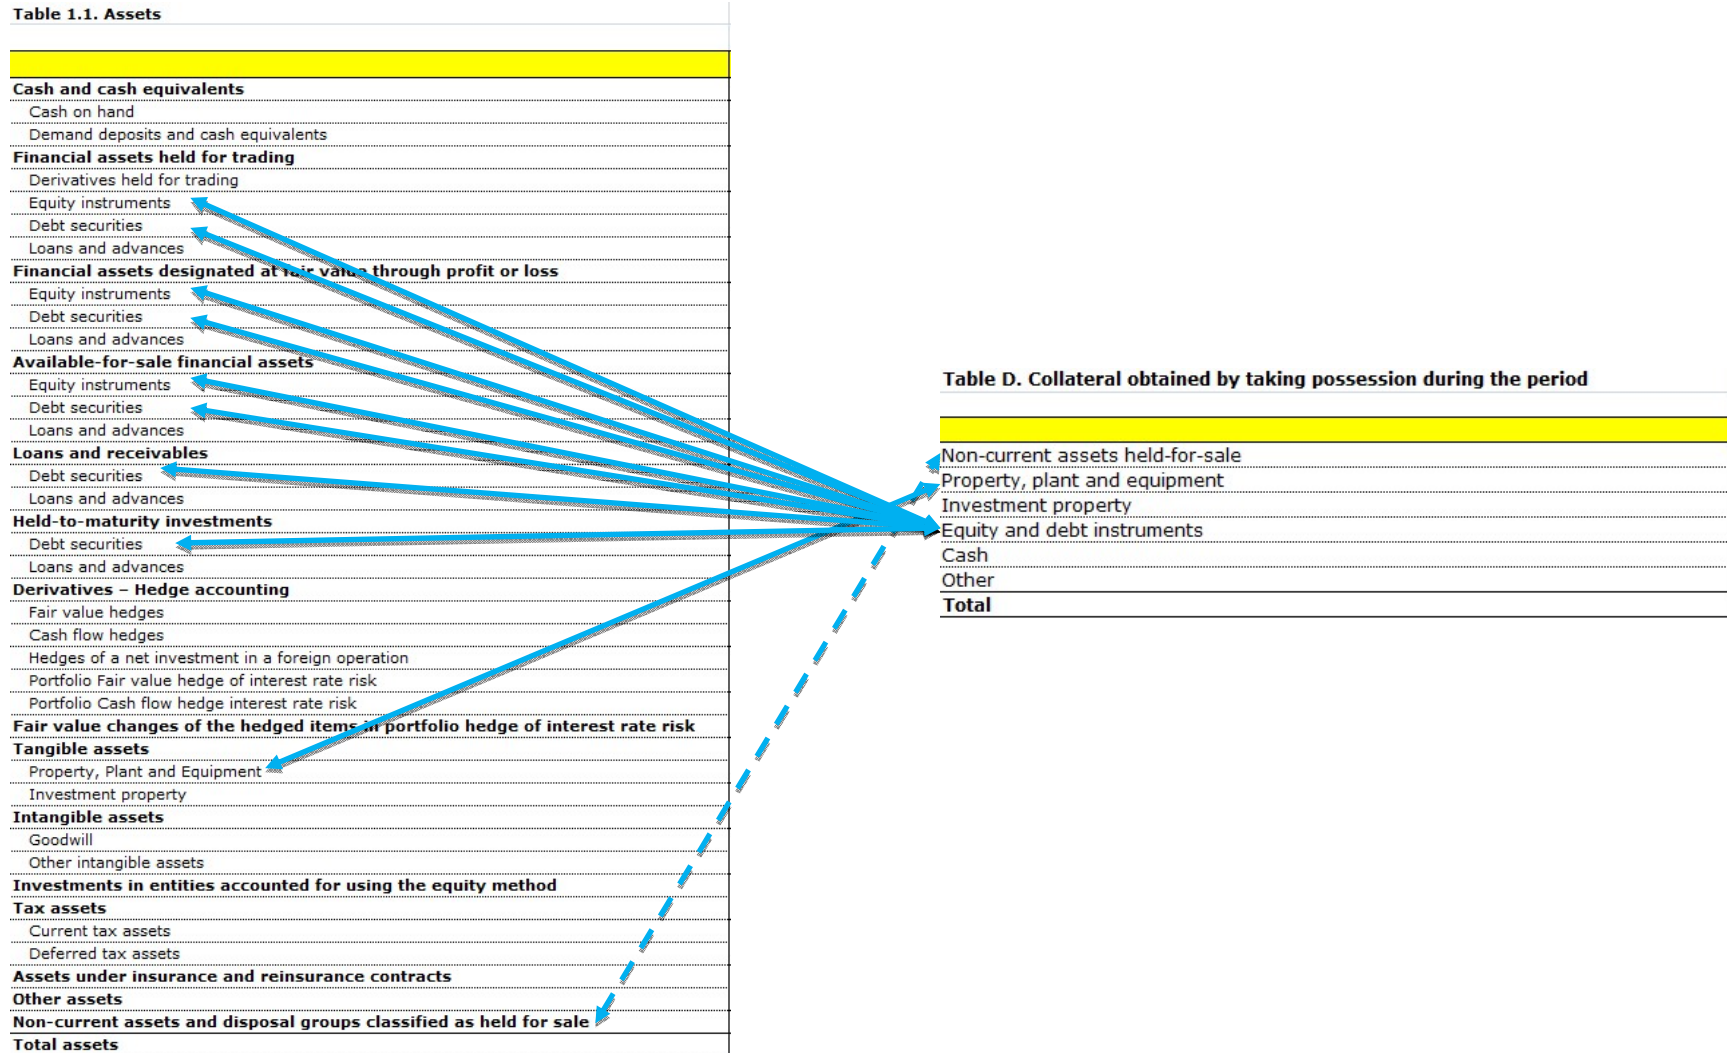 Table 1.1. Assets
Cash and cash equivalents
Cash on hand
Demand deposits and cash equivalents
Financial assets held for trading
Derivatives held for trading
Equity instruments
Debt securities
Loans and advances
Financial assets designated at fair value through profit or loss
Equity instruments
Debt securities
Loans and advances
Available-for-sale financial assets
Equity instruments
Debt securities
Loans and advances
Loans and receivables
Debt securities
Loans and advances
Held-to-maturity investments
Debt securities
Loans and advances
Derivatives – Hedge accounting
Fair value hedges
Cash flow hedges
Hedges of a net investment in a foreign operation
Portfolio Fair value hedge of interest rate risk
Portfolio Cash flow hedge interest rate risk
Fair value changes of the hedged items in portfolio hedge of interest rate risk
Tangible assets
Property, Plant and Equipment
Investment property
Intangible assets
Goodwill
Other intangible assets
Investments in entities accounted for using the equity method
Tax assets
Current tax assets
Deferred tax assets
Assets under insurance and reinsurance contracts
Other assets
Non-current assets and disposal groups classified as held for sale
Total assets
Table D. Collateral obtained by taking possession during the period
Non-current assets held-for-sale
Property, plant and equipment
Investment property
Equity and debt instruments
Cash
Other
Total